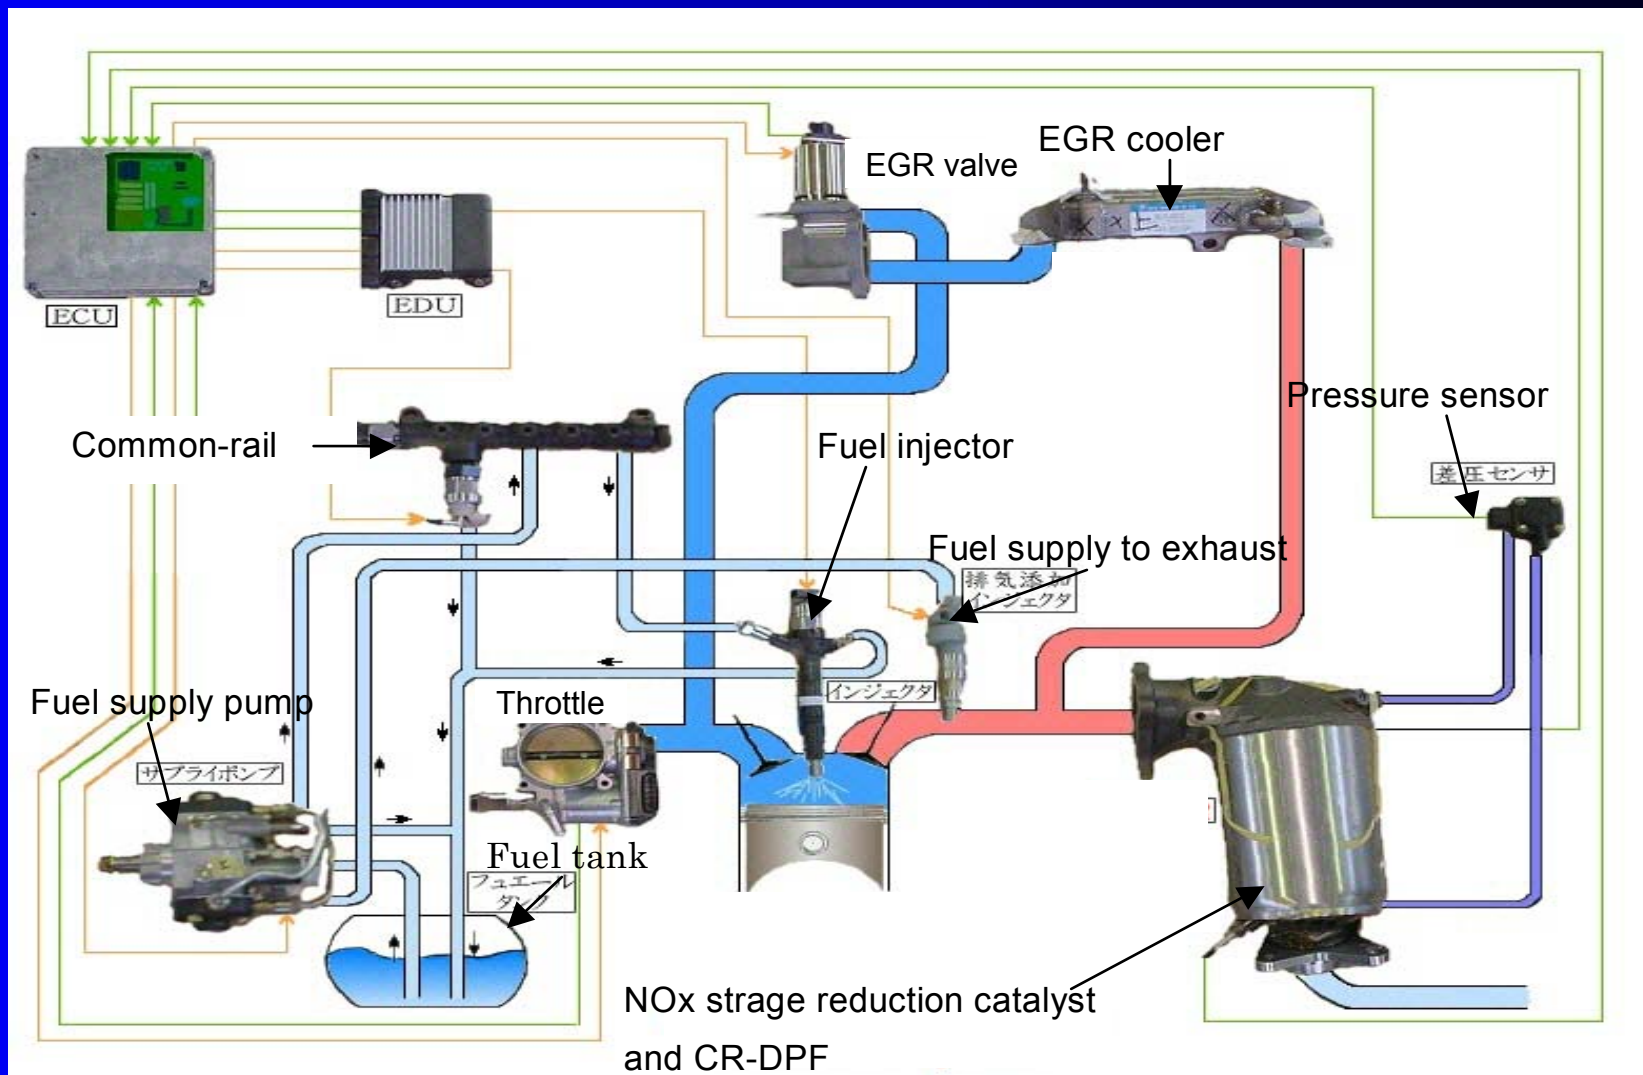 EGR cooler
EGR valve
ECU
EDU
Pressure sensor
差圧センサ
Common-rail
Fuel injector
Fuel supply to exhaust
排気添加
インジェクタ
インジェクタ
Fuel supply pump
サプライポンプ
Throttle
Fuel tank
フュエール
タンク
NOx strage reduction catalyst
and CR-DPF